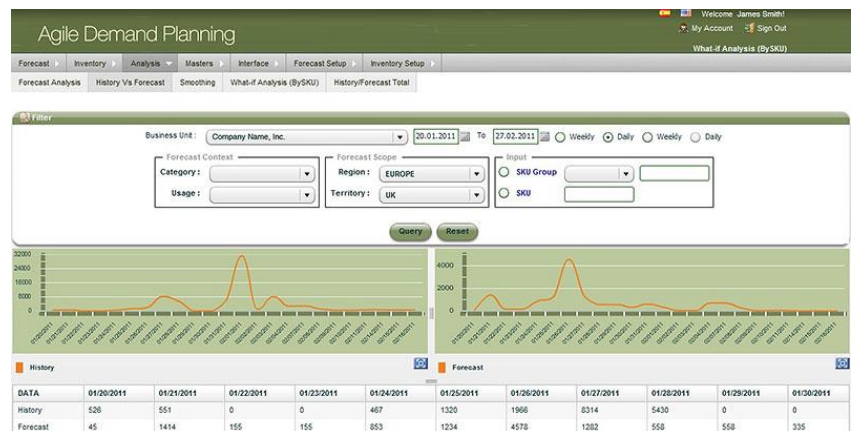 Welcome James Smith!
Agile Demand Planning
My Account Sign Out
What-if Analysis (BySKU)
Forecast Inventory Analysis Masters Interface Forecast Setup Inventory Setup
Forecast Analysis History Vs Forecast Smoothing What-if Analysis (BySKU) History/Forecast Total
Filter
Business Unit : Company Name, Inc. 20.01.2011 To 27.02.2011 Weekly Daily Weekly Daily
Forecast Context Forecast Scope Input
Category : Region : EUROPE SKU Group
Usage : Territory : UK SKU
Query Reset
32000
24000
16000
8000
0
4000
2000
0
History Forecast
DATA 01/20/2011 01/21/2011 01/22/2011 01/23/2011 01/24/2011 01/25/2011 01/26/2011 01/27/2011 01/28/2011 01/29/2011 01/30/2011
History 526 551 0 0 467 1320 1966 8314 5430 0 0
Forecast 45 1414 155 155 853 1234 4578 1282 558 558 335